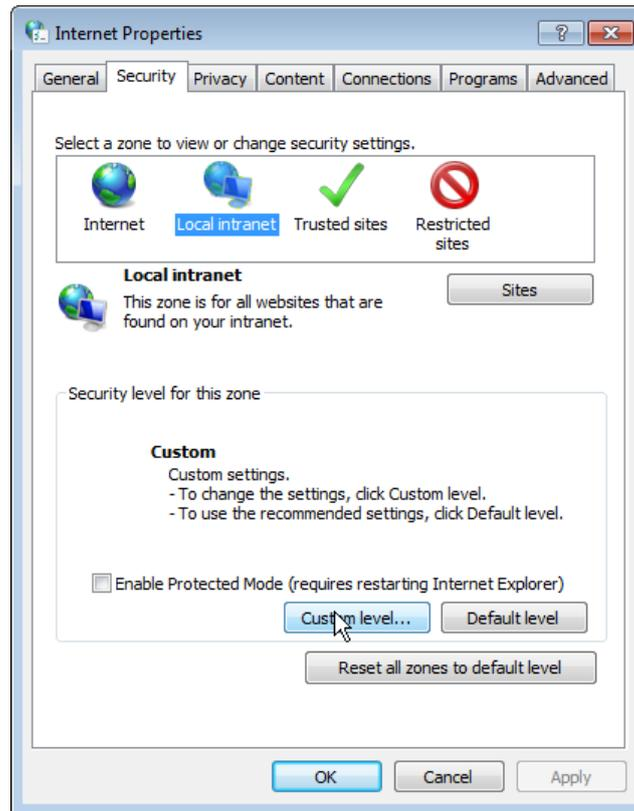 Internet Properties
General Security Privacy Content Connections Programs Advanced
Select a zone to view or change security settings.
Internet Local intranet Trusted sites Restricted
sites
Local intranet
Sites
This zone is for all websites that are
found on your intranet.
Security level for this zone
Custom
Custom settings.
- To change the settings, click Custom level.
- To use the recommended settings, click Default level.
Enable Protected Mode (requires restarting Internet Explorer)
Custom level... Default level
Reset all zones to default level
OK Cancel Apply